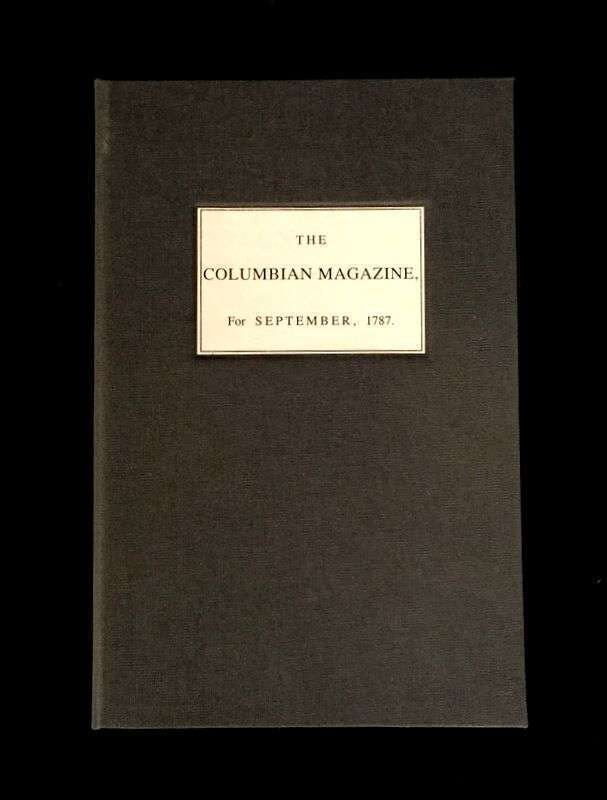 THE
COLUMBIAN MAGAZINE,
For SEPTEMBER, 1787.